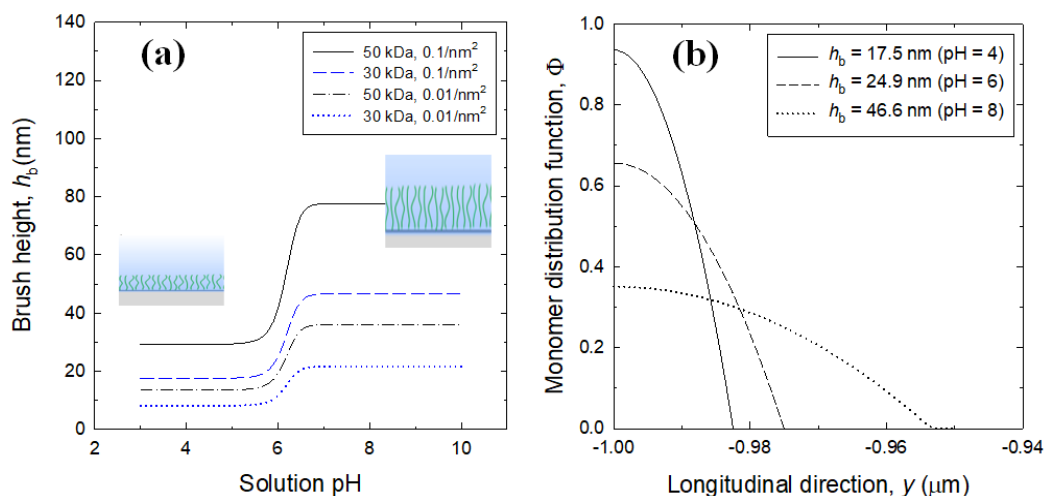 (a)
50 kDa, 0.1/nm²
30 kDa, 0.1/nm²
50 kDa, 0.01/nm²
30 kDa, 0.01/nm²
Brush height, hb(nm)
140
120
100
80
60
40
20
0
2
4
6
8
10
Solution pH
(b)
hb = 17.5 nm (pH = 4)
hb = 24.9 nm (pH = 6)
hb = 46.6 nm (pH = 8)
Monomer distribution function, Φ
1.0
0.8
0.6
0.4
0.2
0.0
-1.00
-0.98
-0.96
-0.94
Longitudinal direction, y (μm)